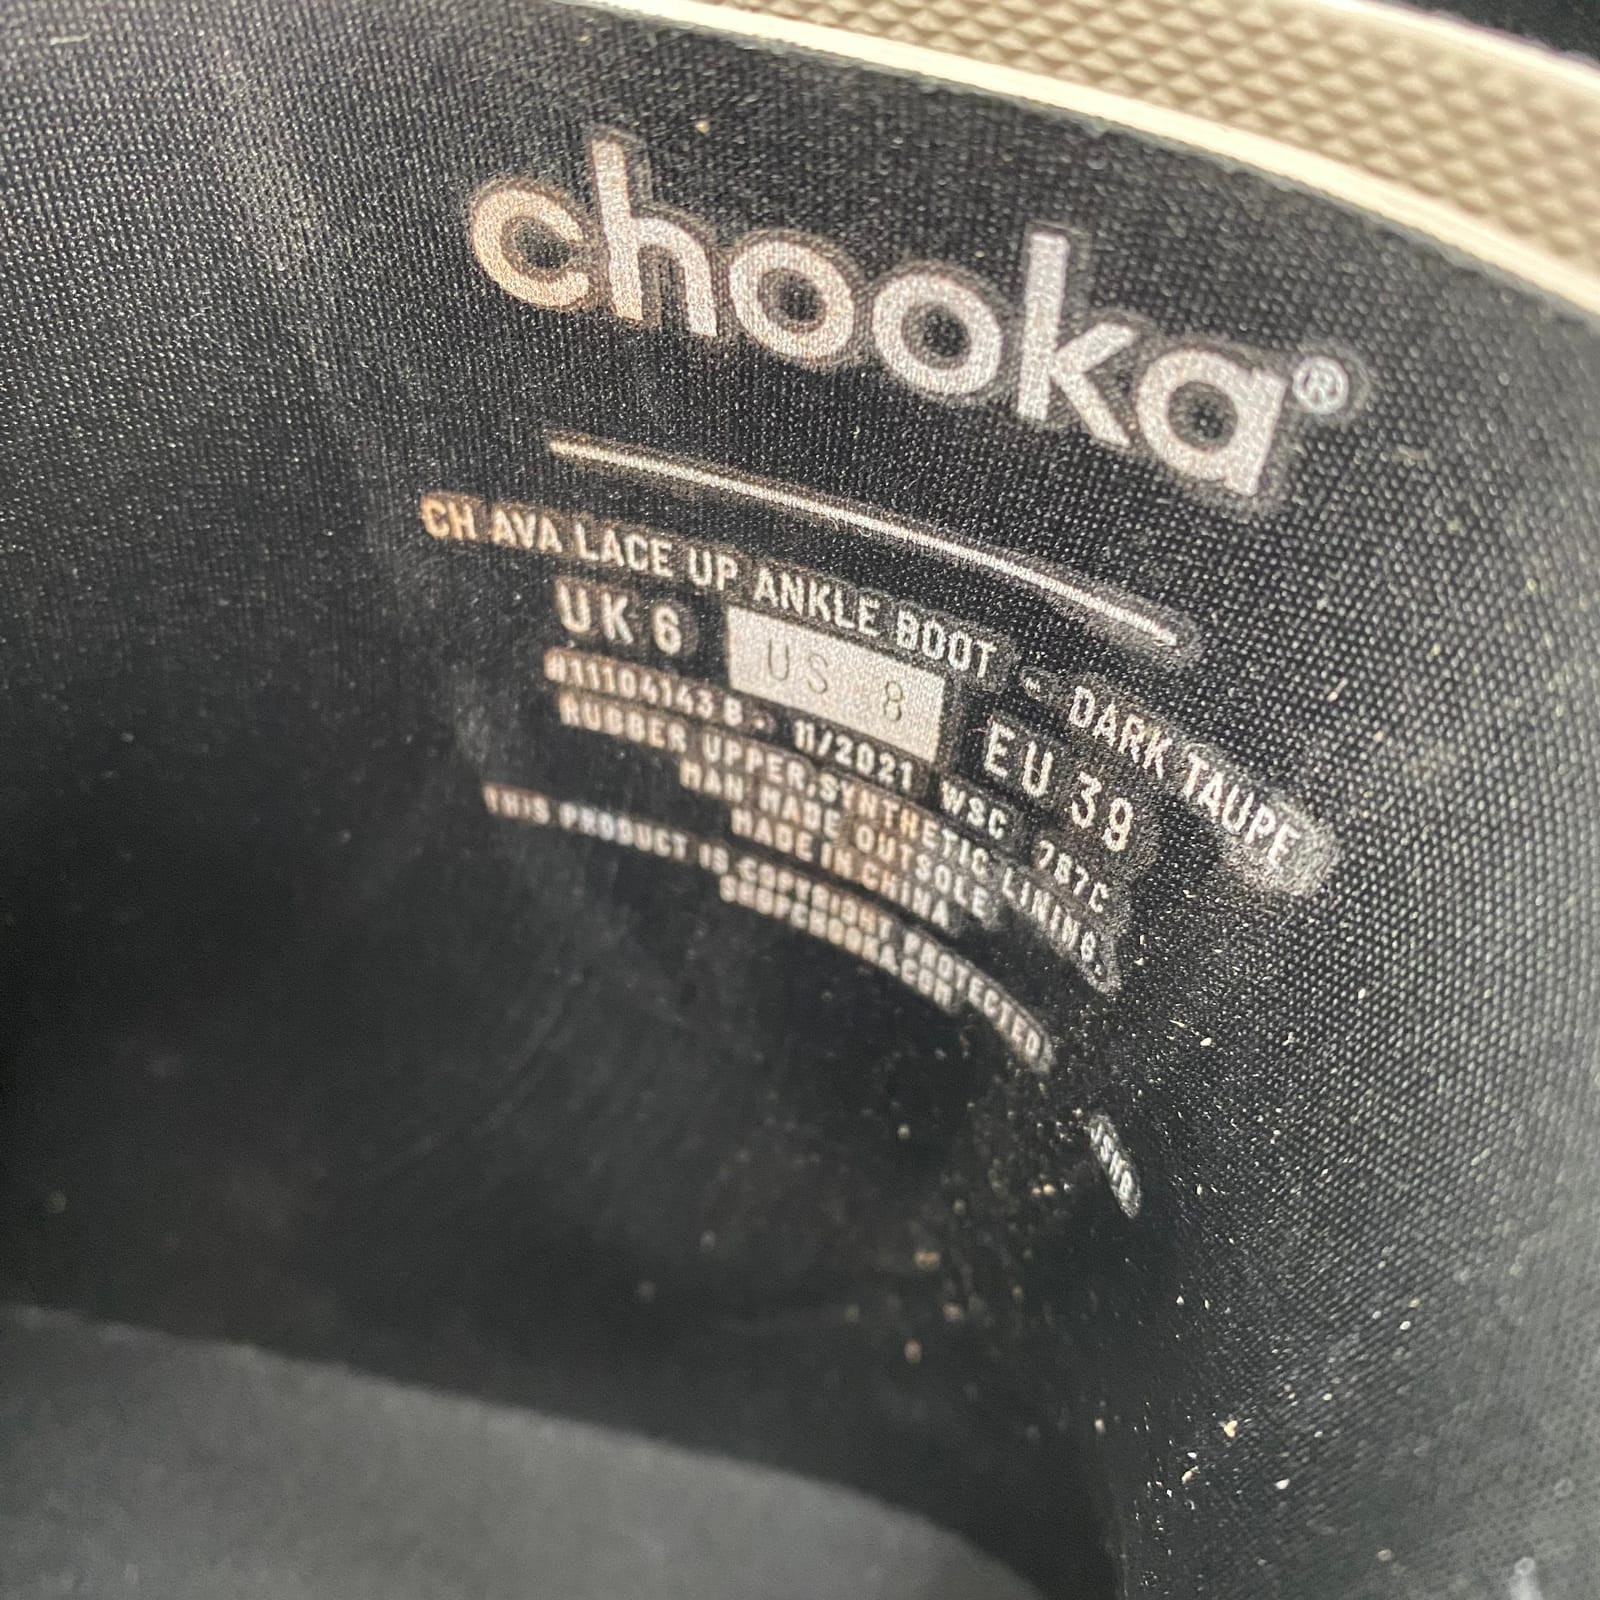 chooka®
CH AVA LACE UP ANKLE BOOT - DARK TAUPE
UK 6 US 8 EU 39
11104143 B - 11/2021 WSC 787C
RUBBER UPPER,SYNTHETIC LINING.
MAN MADE OUTSOLE
MADE IN CHINA
THIS PRODUCT IS COPYRIGHT PROTECTED
SHOPCHOOKA.COM